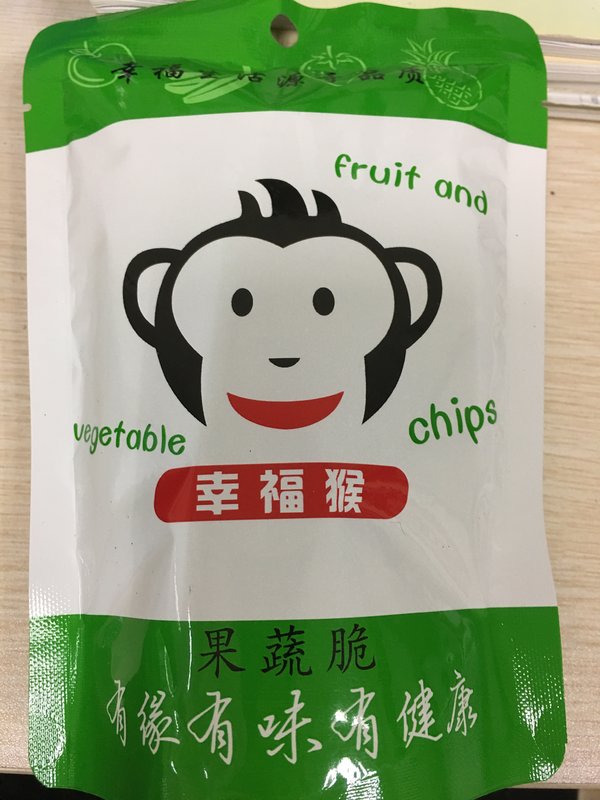 幸福生活源于品质
fruit and
vegetable
chips
幸福猴
果蔬脆
有缘有味有健康